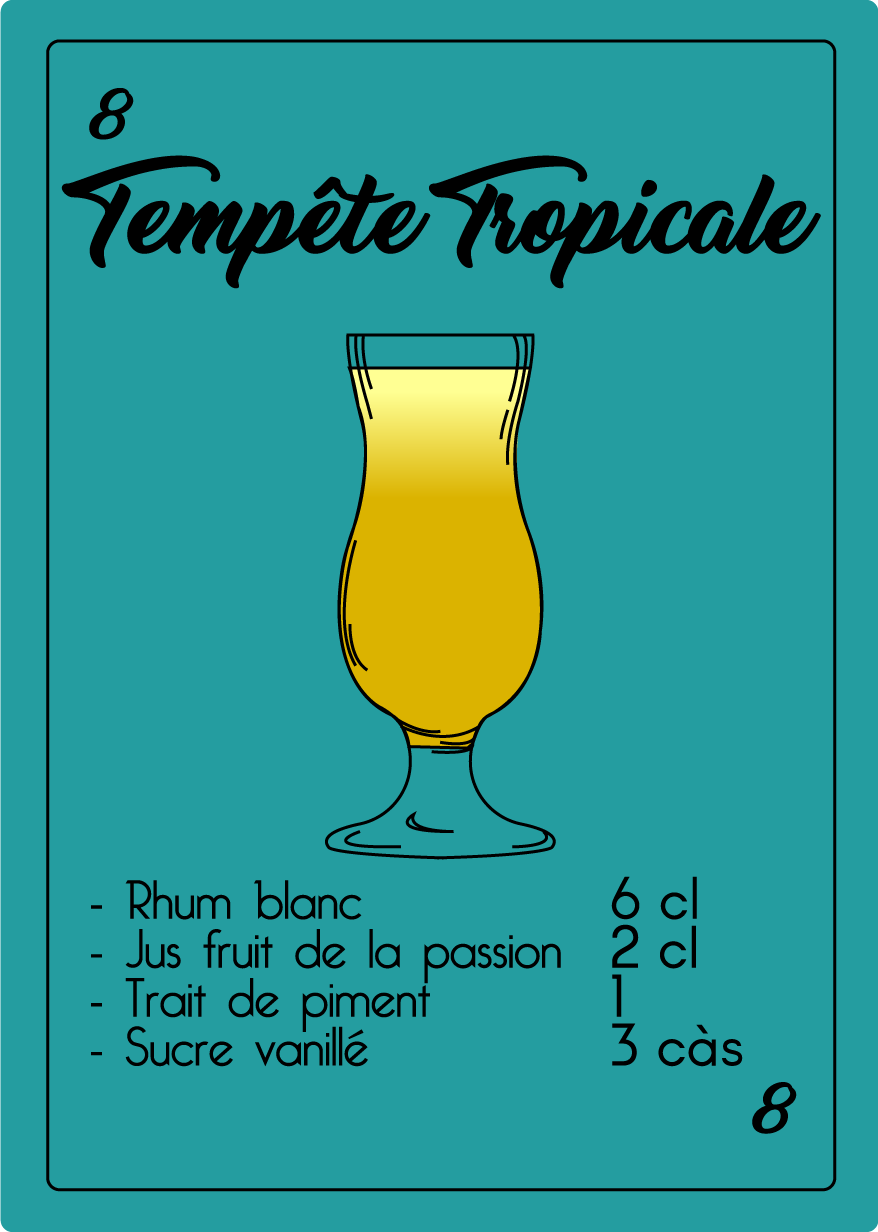 8
Tempête Tropicale
- Rhum blanc 6 cl
- Jus fruit de la passion 2 cl
- Trait de piment 1
- Sucre vanillé 3 càs
8